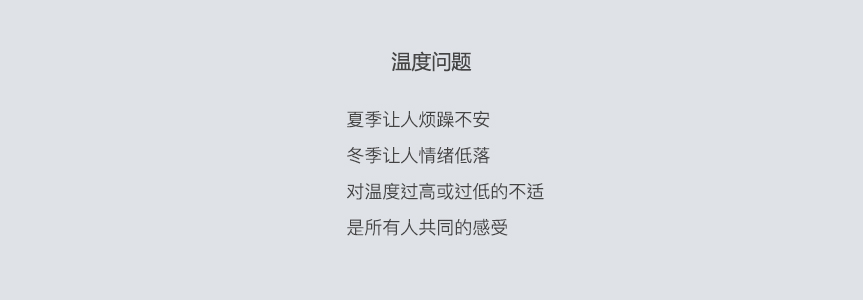 温度问题
夏季让人烦躁不安
冬季让人情绪低落
对温度过高或过低的不适
是所有人共同的感受